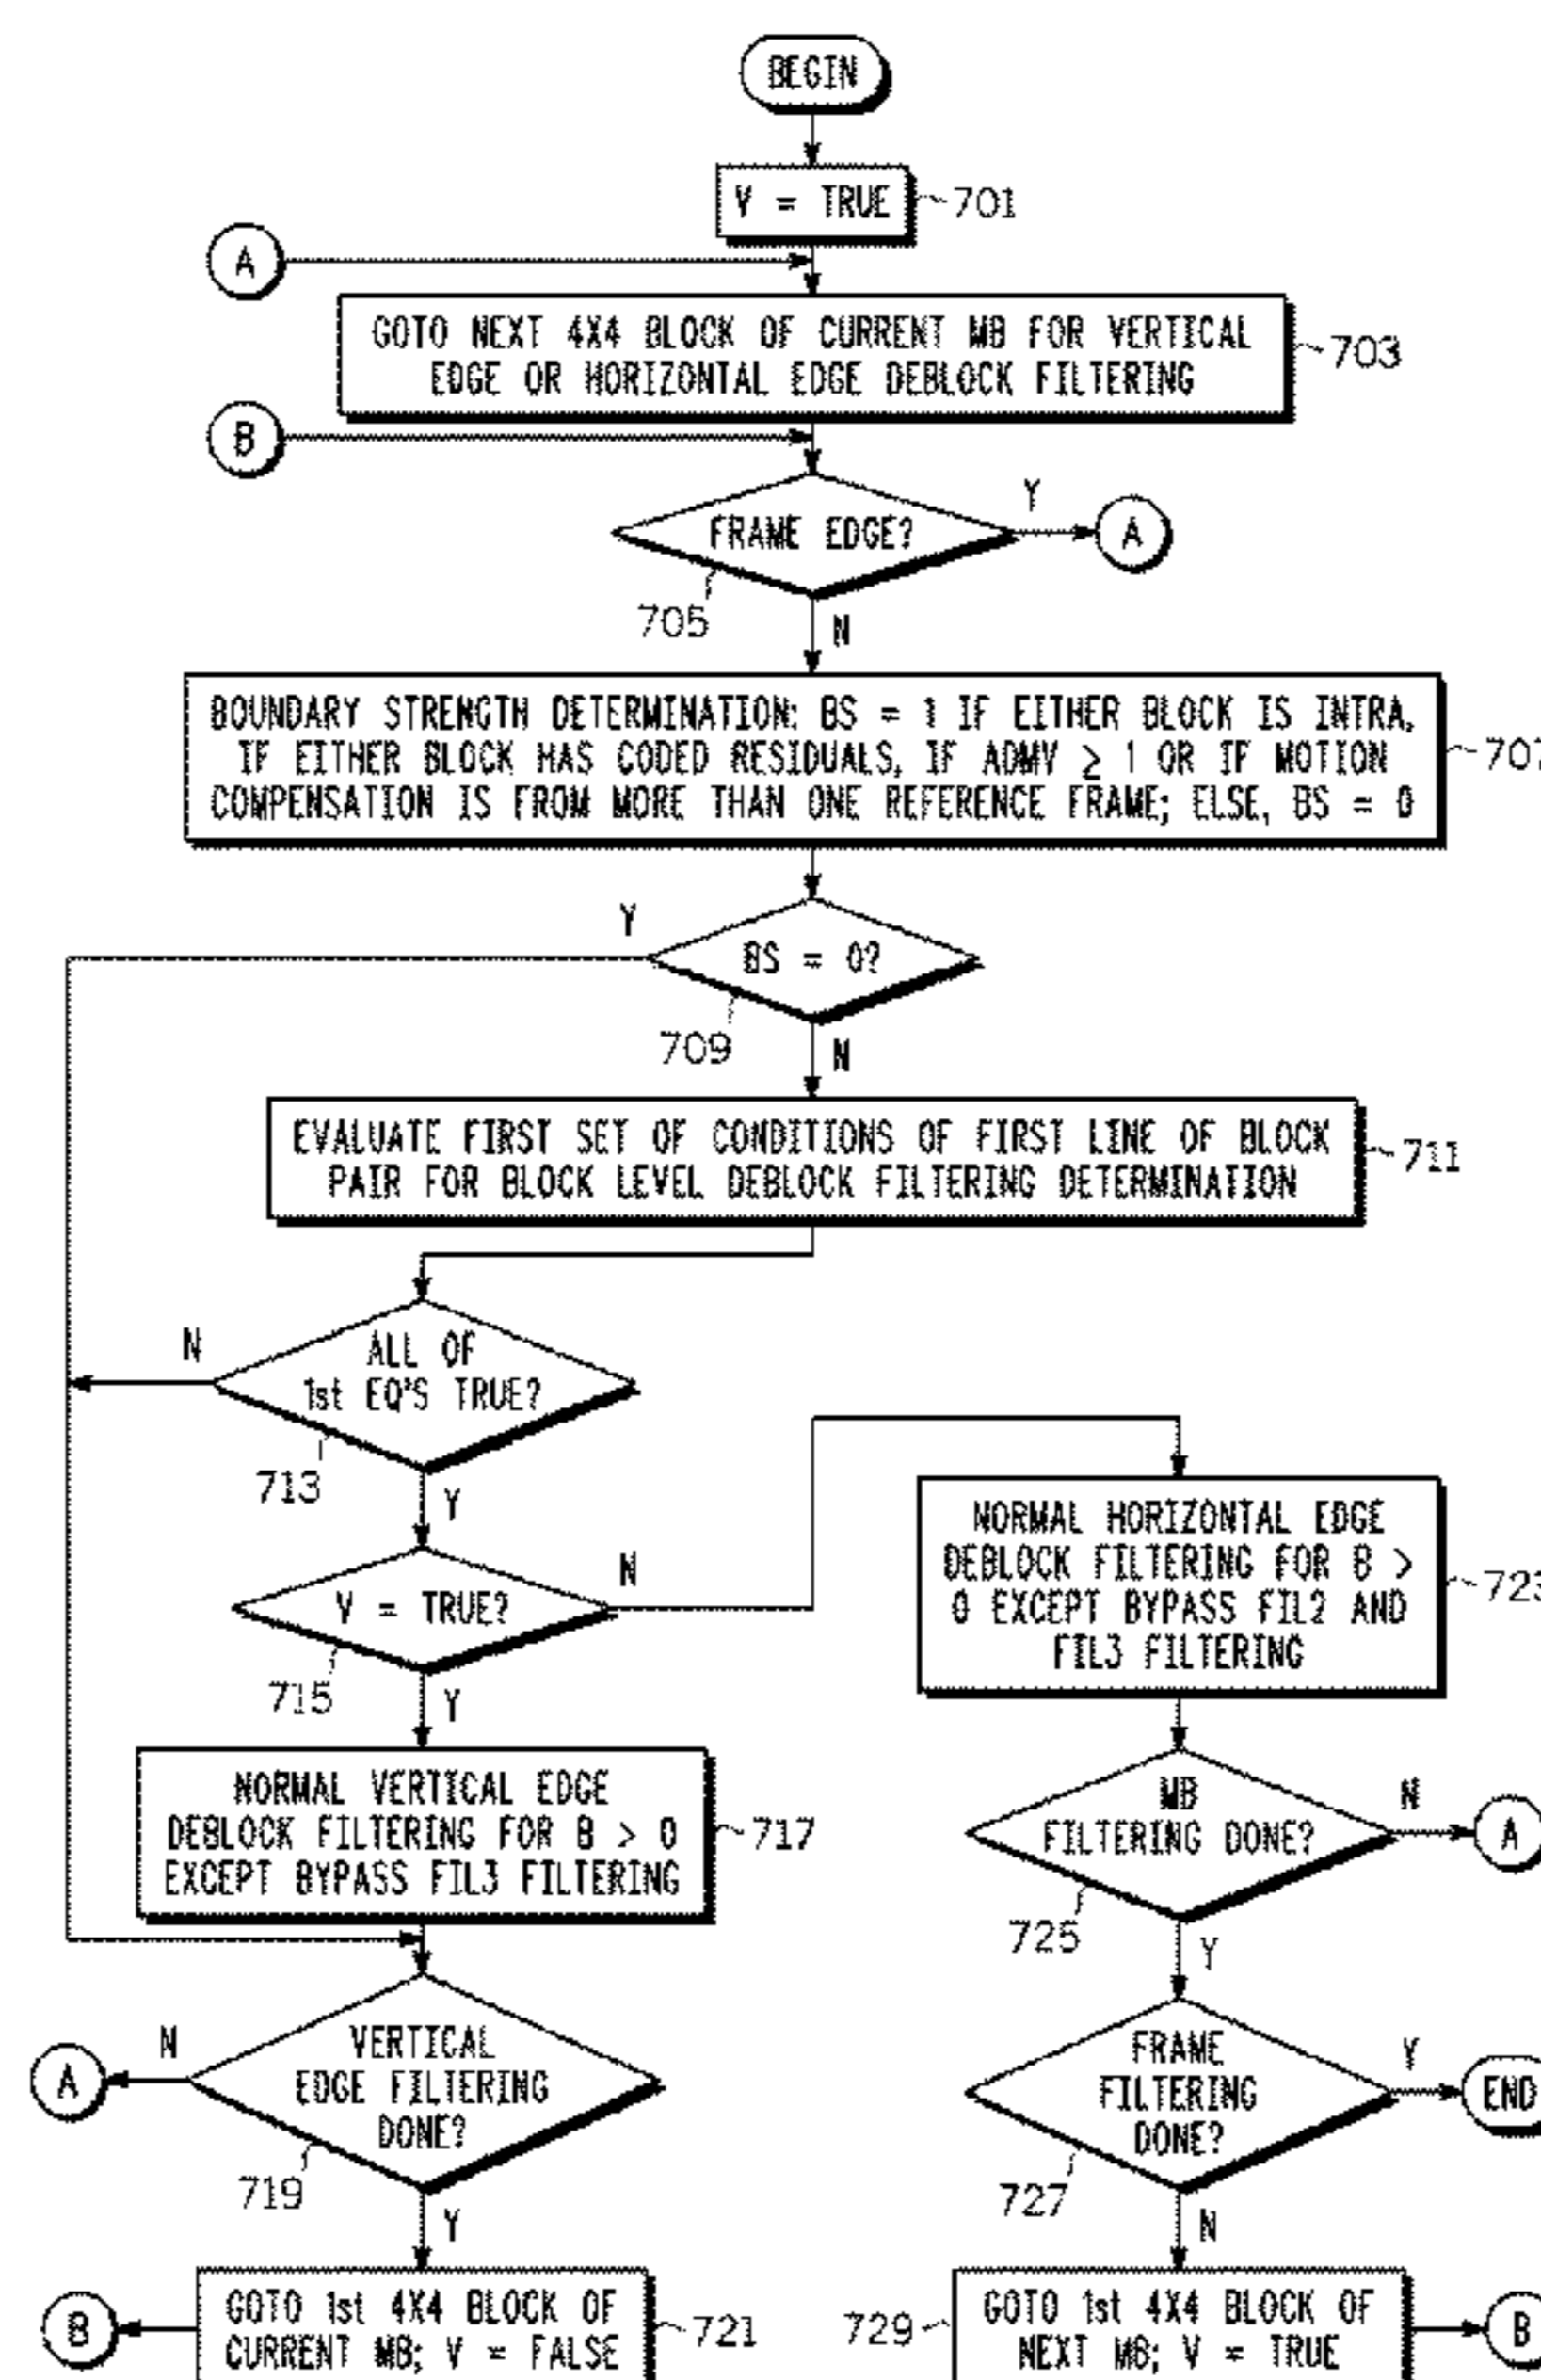 BEGIN
V = TRUE
701
A
GOTO NEXT 4X4 BLOCK OF CURRENT MB FOR VERTICAL
EDGE OR HORIZONTAL EDGE DEBLOCK FILTERING
703
B
FRAME EDGE?
Y
A
705
N
BOUNDARY STRENGTH DETERMINATION: BS = 1 IF EITHER BLOCK IS INTRA,
IF EITHER BLOCK HAS CODED RESIDUALS, IF ADMV ≥ 1 OR IF MOTION
COMPENSATION IS FROM MORE THAN ONE REFERENCE FRAME; ELSE, BS = 0
707
Y
BS = 0?
709
N
EVALUATE FIRST SET OF CONDITIONS OF FIRST LINE OF BLOCK
PAIR FOR BLOCK LEVEL DEBLOCK FILTERING DETERMINATION
711
N
ALL OF
1st EQ'S TRUE?
713
Y
V = TRUE?
N
715
Y
NORMAL HORIZONTAL EDGE
DEBLOCK FILTERING FOR B >
0 EXCEPT BYPASS FIL2 AND
FIL3 FILTERING
723
NORMAL VERTICAL EDGE
DEBLOCK FILTERING FOR B > 0
EXCEPT BYPASS FIL3 FILTERING
717
MB
FILTERING DONE?
N
A
725
Y
A
N
VERTICAL
EDGE FILTERING
DONE?
719
Y
FRAME
FILTERING
DONE?
Y
END
727
N
B
GOTO 1st 4X4 BLOCK OF
CURRENT MB; V = FALSE
721
729
GOTO 1st 4X4 BLOCK OF
NEXT MB; V = TRUE
B